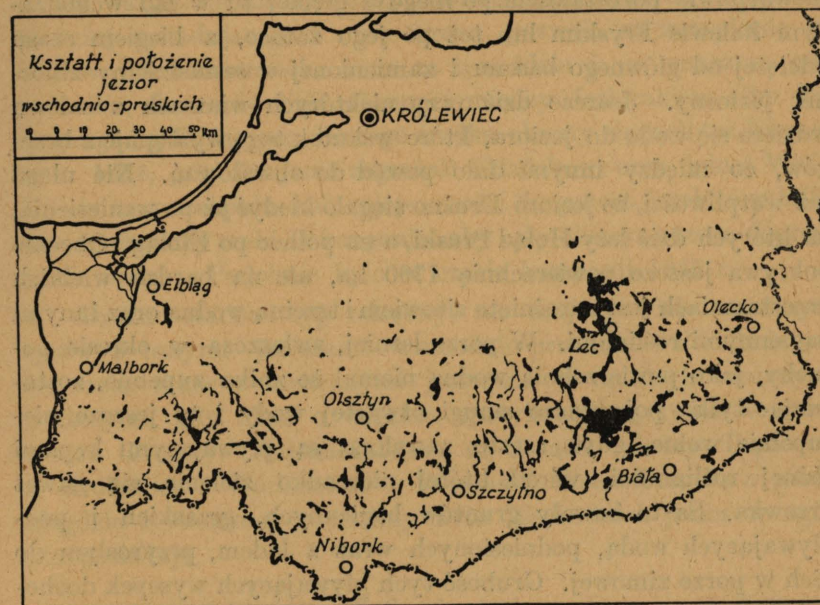 Kształt i położenie
jezior
wschodnio-pruskich
0 10 20 30 40 50 km
KRÓLEWIEC
Elbląg
Malbork
Olecko
Lec
Olsztyn
Szczytno
Biała
Nibork